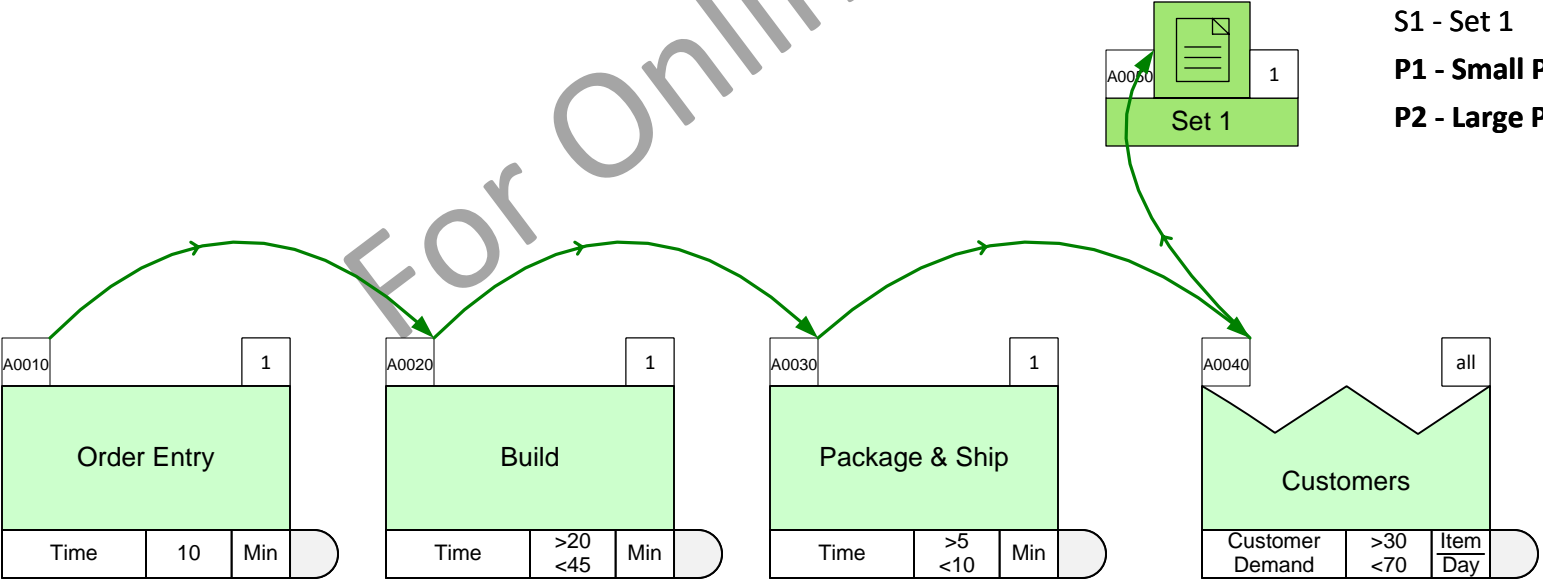 For Onlin
S1 - Set 1
P1 - Small P
P2 - Large P
A0050
1
Set 1
A0010
1
Order Entry
Time
10
Min
A0020
1
Build
Time
>20
<45
Min
A0030
1
Package & Ship
Time
>5
<10
Min
A0040
all
Customers
Customer
Demand
>30
<70
Item
Day